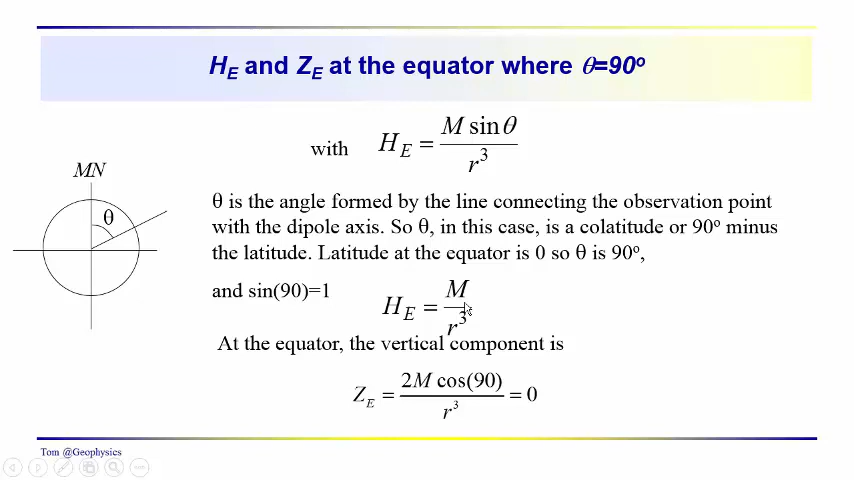 H_E and Z_E at the equator where θ=90°
with H_E = M sin θ / r³
MN
θ
θ is the angle formed by the line connecting the observation point
with the dipole axis. So θ, in this case, is a colatitude or 90° minus
the latitude. Latitude at the equator is 0 so θ is 90°,
and sin(90)=1
H_E = M / r³
At the equator, the vertical component is
Z_E = 2M cos(90) / r³ = 0
Tom @Geophysics